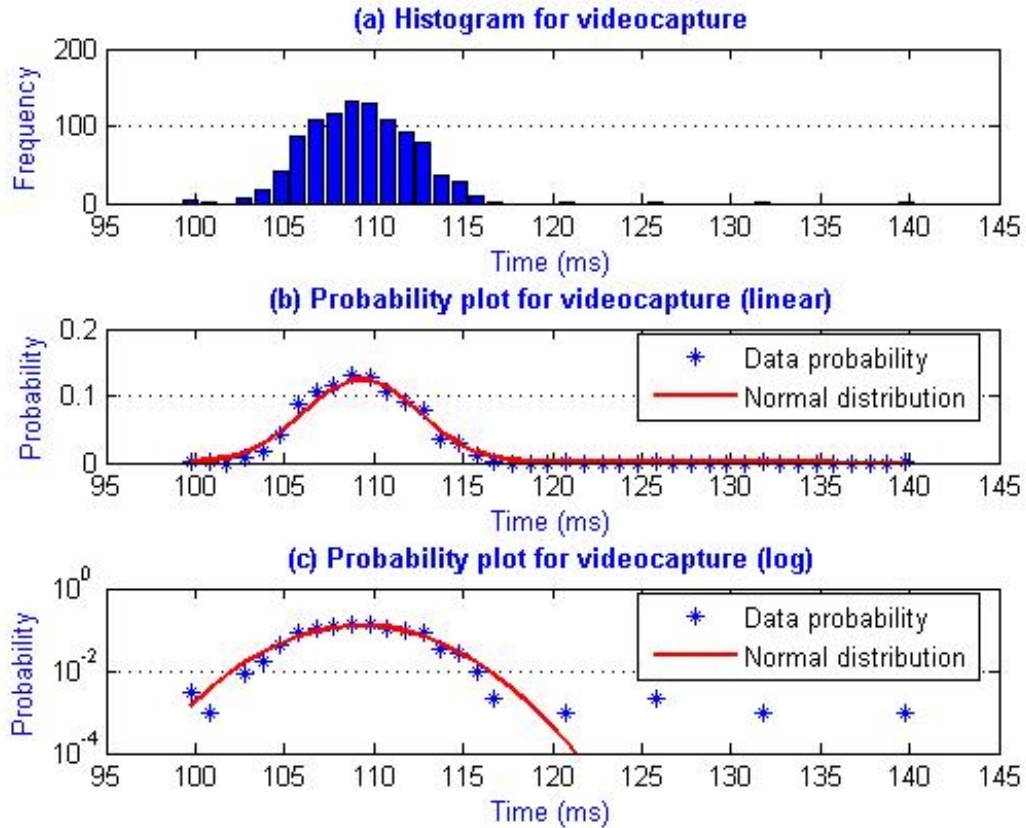 (a) Histogram for videocapture
200
100
0
Frequency
95 100 105 110 115 120 125 130 135 140 145
Time (ms)
(b) Probability plot for videocapture (linear)
0.2
0.1
0
Probability
Data probability
Normal distribution
95 100 105 110 115 120 125 130 135 140 145
Time (ms)
(c) Probability plot for videocapture (log)
10^0
10^-2
10^-4
Probability
Data probability
Normal distribution
95 100 105 110 115 120 125 130 135 140 145
Time (ms)